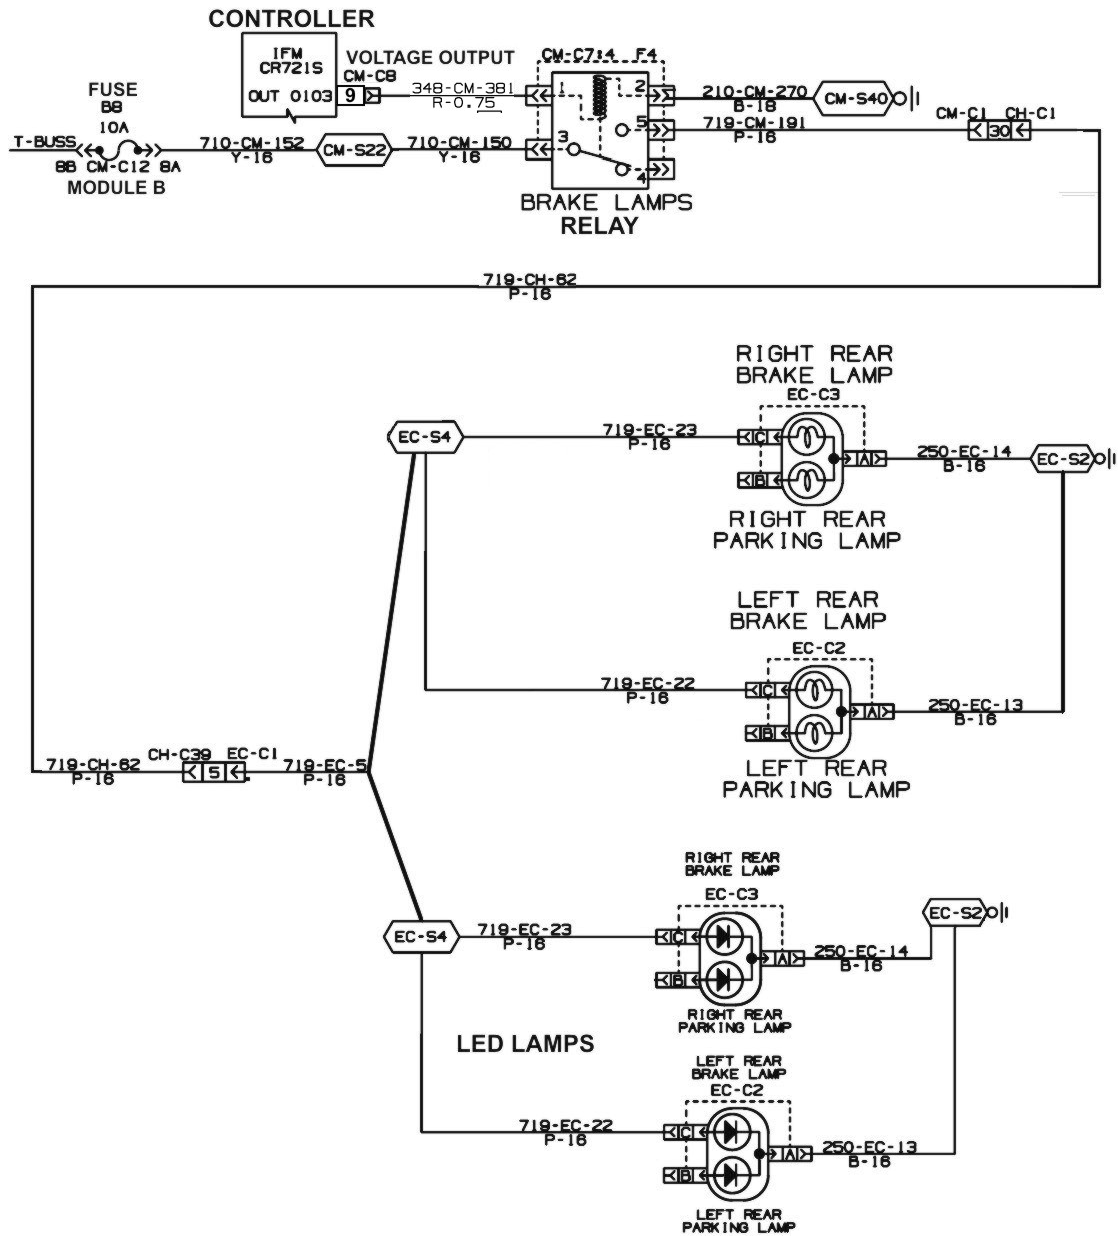 CONTROLLER
IFM
CR721S
OUT 0103
9
CM-C8
VOLTAGE OUTPUT
348-CM-381
R-0.75
CM-C714 F4
1
2
3
5
4
BRAKE LAMPS
RELAY
210-CM-270
B-18
CM-S40
719-CM-191
P-16
CM-C1 CH-C1
30
FUSE
B8
10A
T-BUSS
8B CM-C12 8A
MODULE B
710-CM-152
Y-16
CM-S22
710-CM-150
Y-16
719-CH-62
P-16
RIGHT REAR
BRAKE LAMP
EC-C3
EC-S4
719-EC-23
P-16
C
B
A
250-EC-14
B-16
EC-S2
RIGHT REAR
PARKING LAMP
LEFT REAR
BRAKE LAMP
EC-C2
719-EC-22
P-16
C
B
A
250-EC-13
B-16
LEFT REAR
PARKING LAMP
719-CH-62
P-16
CH-C39 EC-C1
5
719-EC-5
P-16
RIGHT REAR
BRAKE LAMP
EC-C3
EC-S4
719-EC-23
P-16
C
B
A
250-EC-14
B-16
EC-S2
RIGHT REAR
PARKING LAMP
LED LAMPS
LEFT REAR
BRAKE LAMP
EC-C2
719-EC-22
P-16
C
B
A
250-EC-13
B-16
LEFT REAR
PARKING LAMP